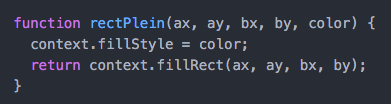 function rectPlein(ax, ay, bx, by, color) {
  context.fillStyle = color;
  return context.fillRect(ax, ay, bx, by);
}